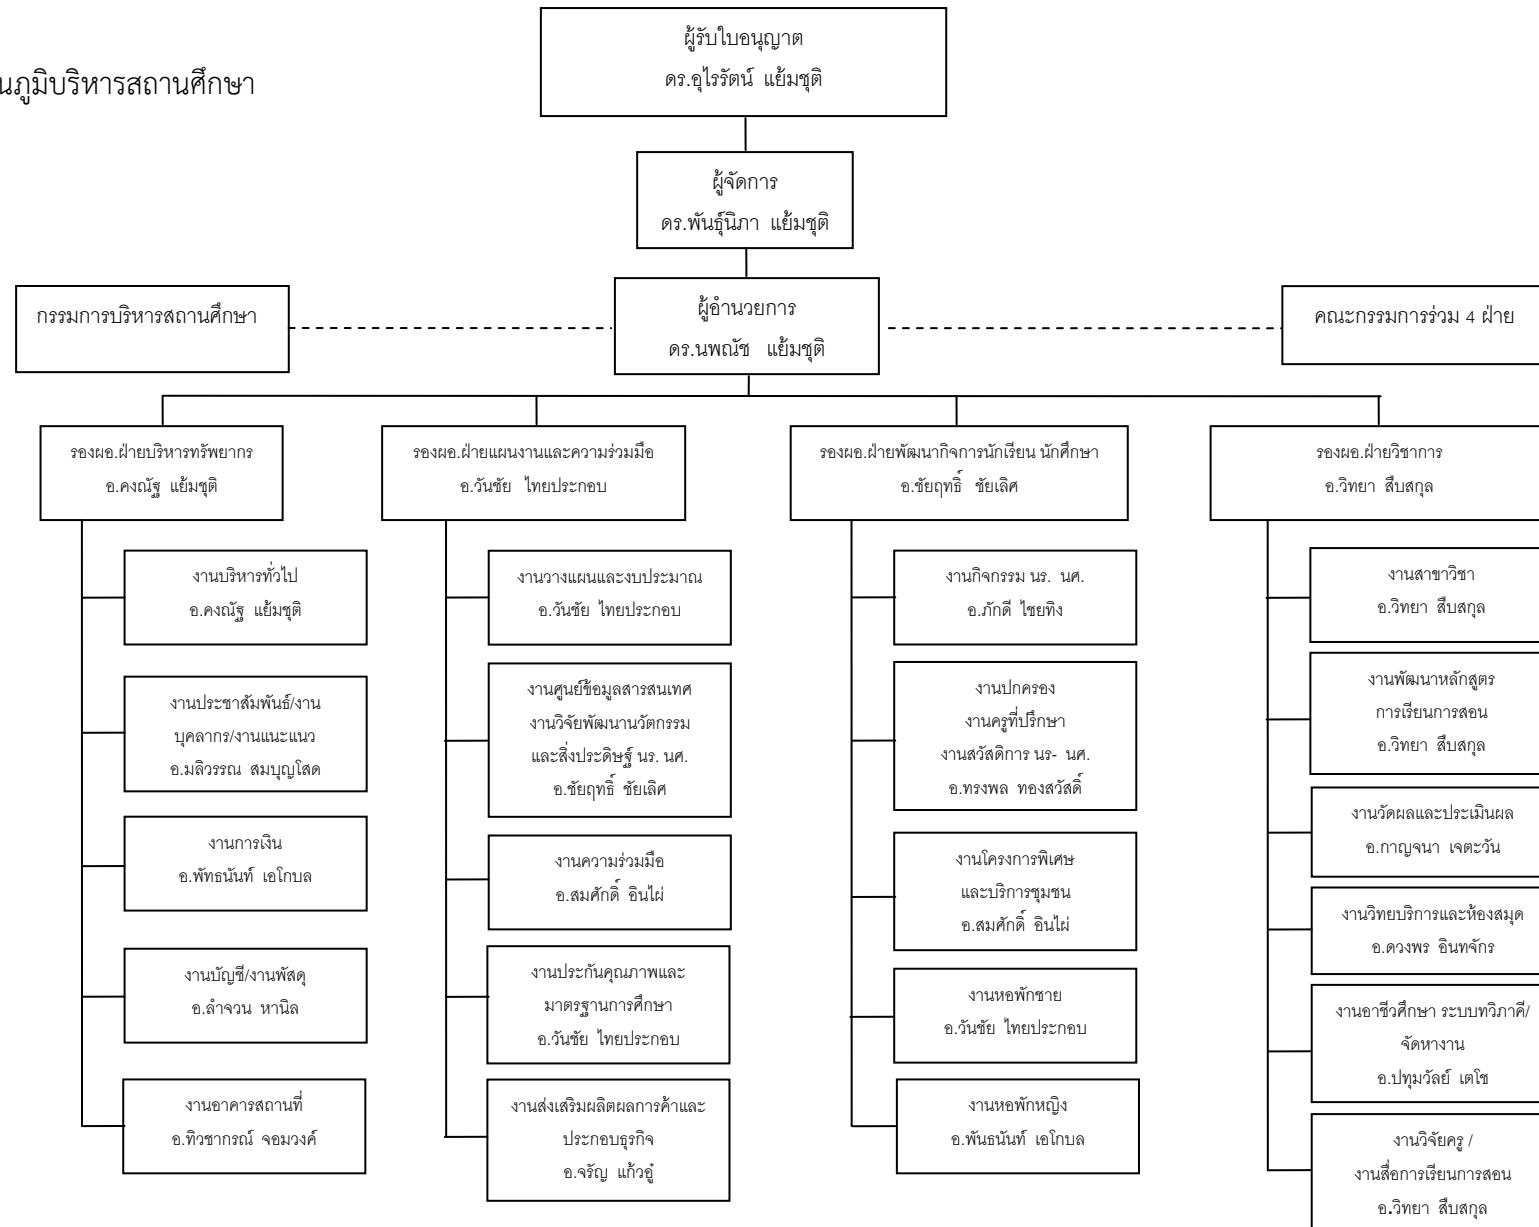 นภูมิบริหารสถานศึกษา
ผู้รับใบอนุญาต
ดร.อุไรรัตน์ แย้มชุติ
ผู้จัดการ
ดร.พันธุ์นิภา แย้มชุติ
ผู้อำนวยการ
ดร.นพณัช แย้มชุติ
กรรมการบริหารสถานศึกษา
คณะกรรมการร่วม 4 ฝ่าย
รองผอ.ฝ่ายบริหารทรัพยากร
อ.คงณัฐ แย้มชุติ
งานบริหารทั่วไป
อ.คงณัฐ แย้มชุติ
งานประชาสัมพันธ์/งาน
บุคลากร/งานแนะแนว
อ.มลิวรรณ สมบุญโสด
งานการเงิน
อ.พัทธนันท์ เอโกบล
งานบัญชี/งานพัสดุ
อ.ลำจวน หานิล
งานอาคารสถานที่
อ.ทิวชากรณ์ จอมวงค์
รองผอ.ฝ่ายแผนงานและความร่วมมือ
อ.วันชัย ไทยประกอบ
งานวางแผนและงบประมาณ
อ.วันชัย ไทยประกอบ
งานศูนย์ข้อมูลสารสนเทศ
งานวิจัยพัฒนานวัตกรรม
และสิ่งประดิษฐ์ นร. นศ.
อ.ชัยฤทธิ์ ชัยเลิศ
งานความร่วมมือ
อ.สมศักดิ์ อินไผ่
งานประกันคุณภาพและ
มาตรฐานการศึกษา
อ.วันชัย ไทยประกอบ
งานส่งเสริมผลิตผลการค้าและ
ประกอบธุรกิจ
อ.จรัญ แก้วอู๋
รองผอ.ฝ่ายพัฒนากิจการนักเรียน นักศึกษา
อ.ชัยฤทธิ์ ชัยเลิศ
งานกิจกรรม นร. นศ.
อ.ภักดี ไชยทิง
งานปกครอง
งานครูที่ปรึกษา
งานสวัสดิการ นร- นศ.
อ.ทรงพล ทองสวัสดิ์
งานโครงการพิเศษ
และบริการชุมชน
อ.สมศักดิ์ อินไผ่
งานหอพักชาย
อ.วันชัย ไทยประกอบ
งานหอพักหญิง
อ.พันธนันท์ เอโกบล
รองผอ.ฝ่ายวิชาการ
อ.วิทยา สืบสกุล
งานสาขาวิชา
อ.วิทยา สืบสกุล
งานพัฒนาหลักสูตร
การเรียนการสอน
อ.วิทยา สืบสกุล
งานวัดผลและประเมินผล
อ.กาญจนา เจตะวัน
งานวิทยบริการและห้องสมุด
อ.ดวงพร อินทจักร
งานอาชีวศึกษา ระบบทวิภาคี/
จัดหางาน
อ.ปทุมวัลย์ เตโช
งานวิจัยครู /
งานสื่อการเรียนการสอน
อ.วิทยา สืบสกุล